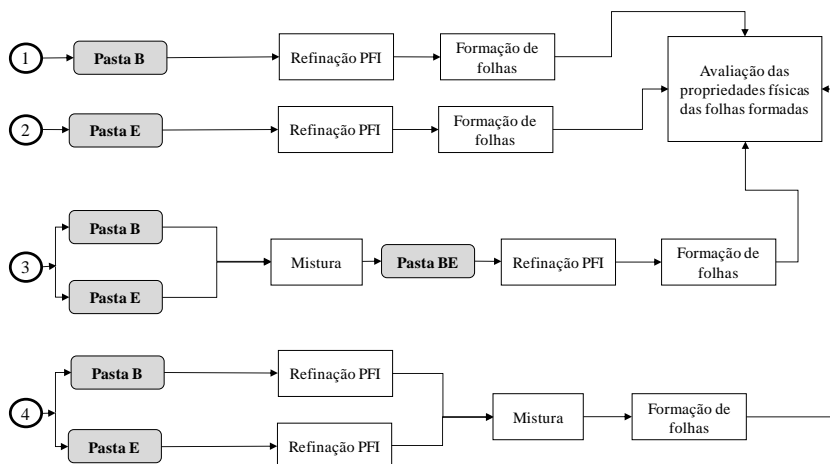 1
Pasta B
Refinação PFI
Formação de
folhas
Avaliação das
propriedades físicas
das folhas formadas
2
Pasta E
Refinação PFI
Formação de
folhas
3
Pasta B
Pasta E
Mistura
Pasta BE
Refinação PFI
Formação de
folhas
4
Pasta B
Refinação PFI
Pasta E
Refinação PFI
Mistura
Formação de
folhas